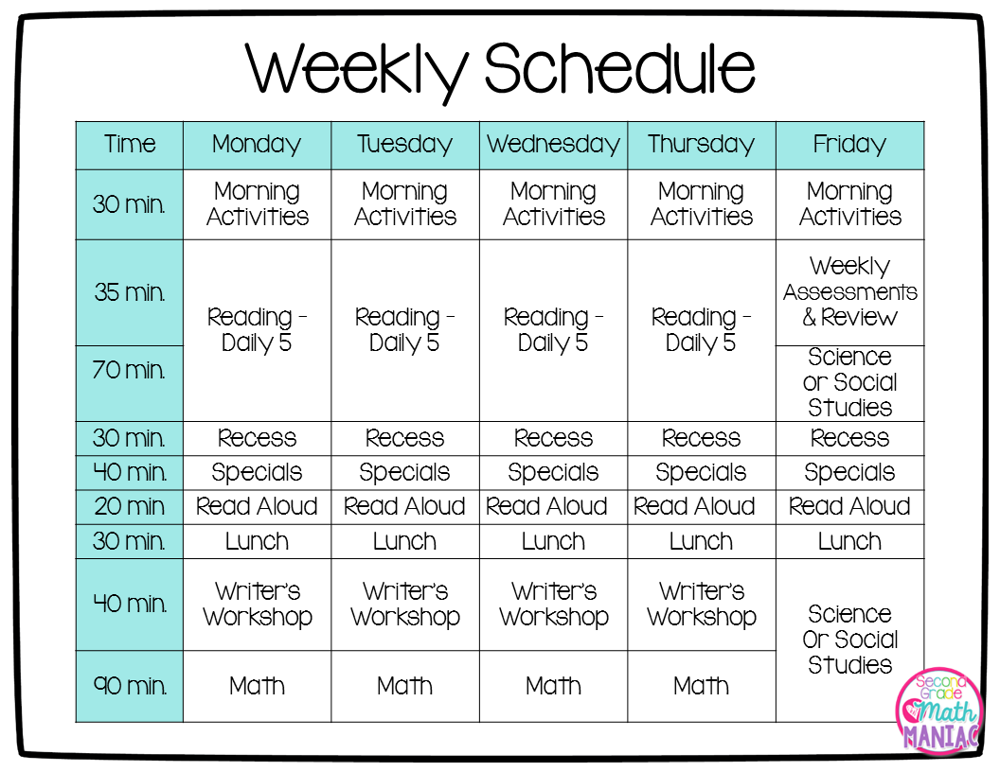 Weekly Schedule
Time Monday Tuesday Wednesday Thursday Friday
30 min. Morning Activities Morning Activities Morning Activities Morning Activities Morning Activities
35 min. Reading - Daily 5 Reading - Daily 5 Reading - Daily 5 Reading - Daily 5 Weekly Assessments & Review
70 min. Science or Social Studies
30 min. Recess Recess Recess Recess Recess
40 min. Specials Specials Specials Specials Specials
20 min Read Aloud Read Aloud Read Aloud Read Aloud Read Aloud
30 min. Lunch Lunch Lunch Lunch Lunch
40 min. Writer's Workshop Writer's Workshop Writer's Workshop Writer's Workshop Science Or Social Studies
90 min. Math Math Math Math
Second
Grade
Math
MANIAC